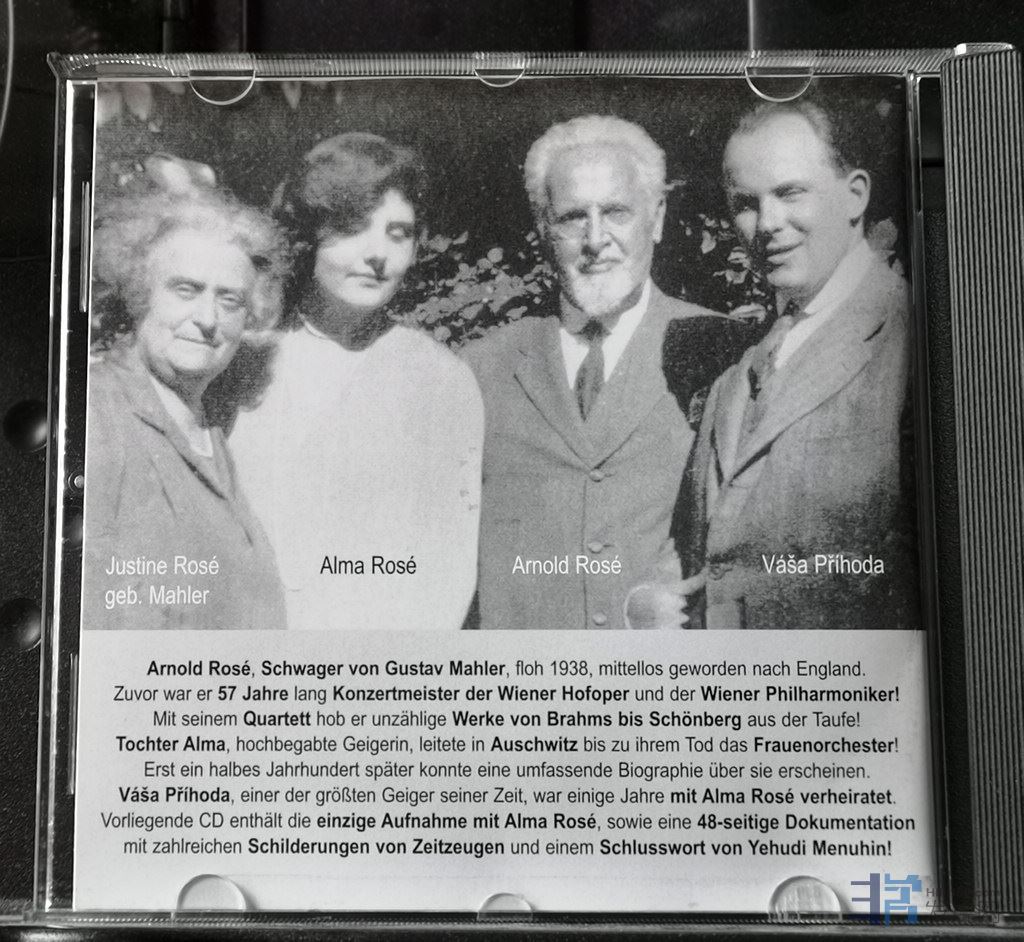 Justine Rosé
geb. Mahler
Alma Rosé
Arnold Rosé
Váša Příhoda
Arnold Rosé, Schwager von Gustav Mahler, floh 1938, mittellos geworden nach England.
Zuvor war er 57 Jahre lang Konzertmeister der Wiener Hofoper und der Wiener Philharmoniker!
Mit seinem Quartett hob er unzählige Werke von Brahms bis Schönberg aus der Taufe!
Tochter Alma, hochbegabte Geigerin, leitete in Auschwitz bis zu ihrem Tod das Frauenorchester!
Erst ein halbes Jahrhundert später konnte eine umfassende Biographie über sie erscheinen.
Váša Příhoda, einer der größten Geiger seiner Zeit, war einige Jahre mit Alma Rosé verheiratet.
Vorliegende CD enthält die einzige Aufnahme mit Alma Rosé, sowie eine 48-seitige Dokumentation
mit zahlreichen Schilderungen von Zeitzeugen und einem Schlusswort von Yehudi Menuhin!